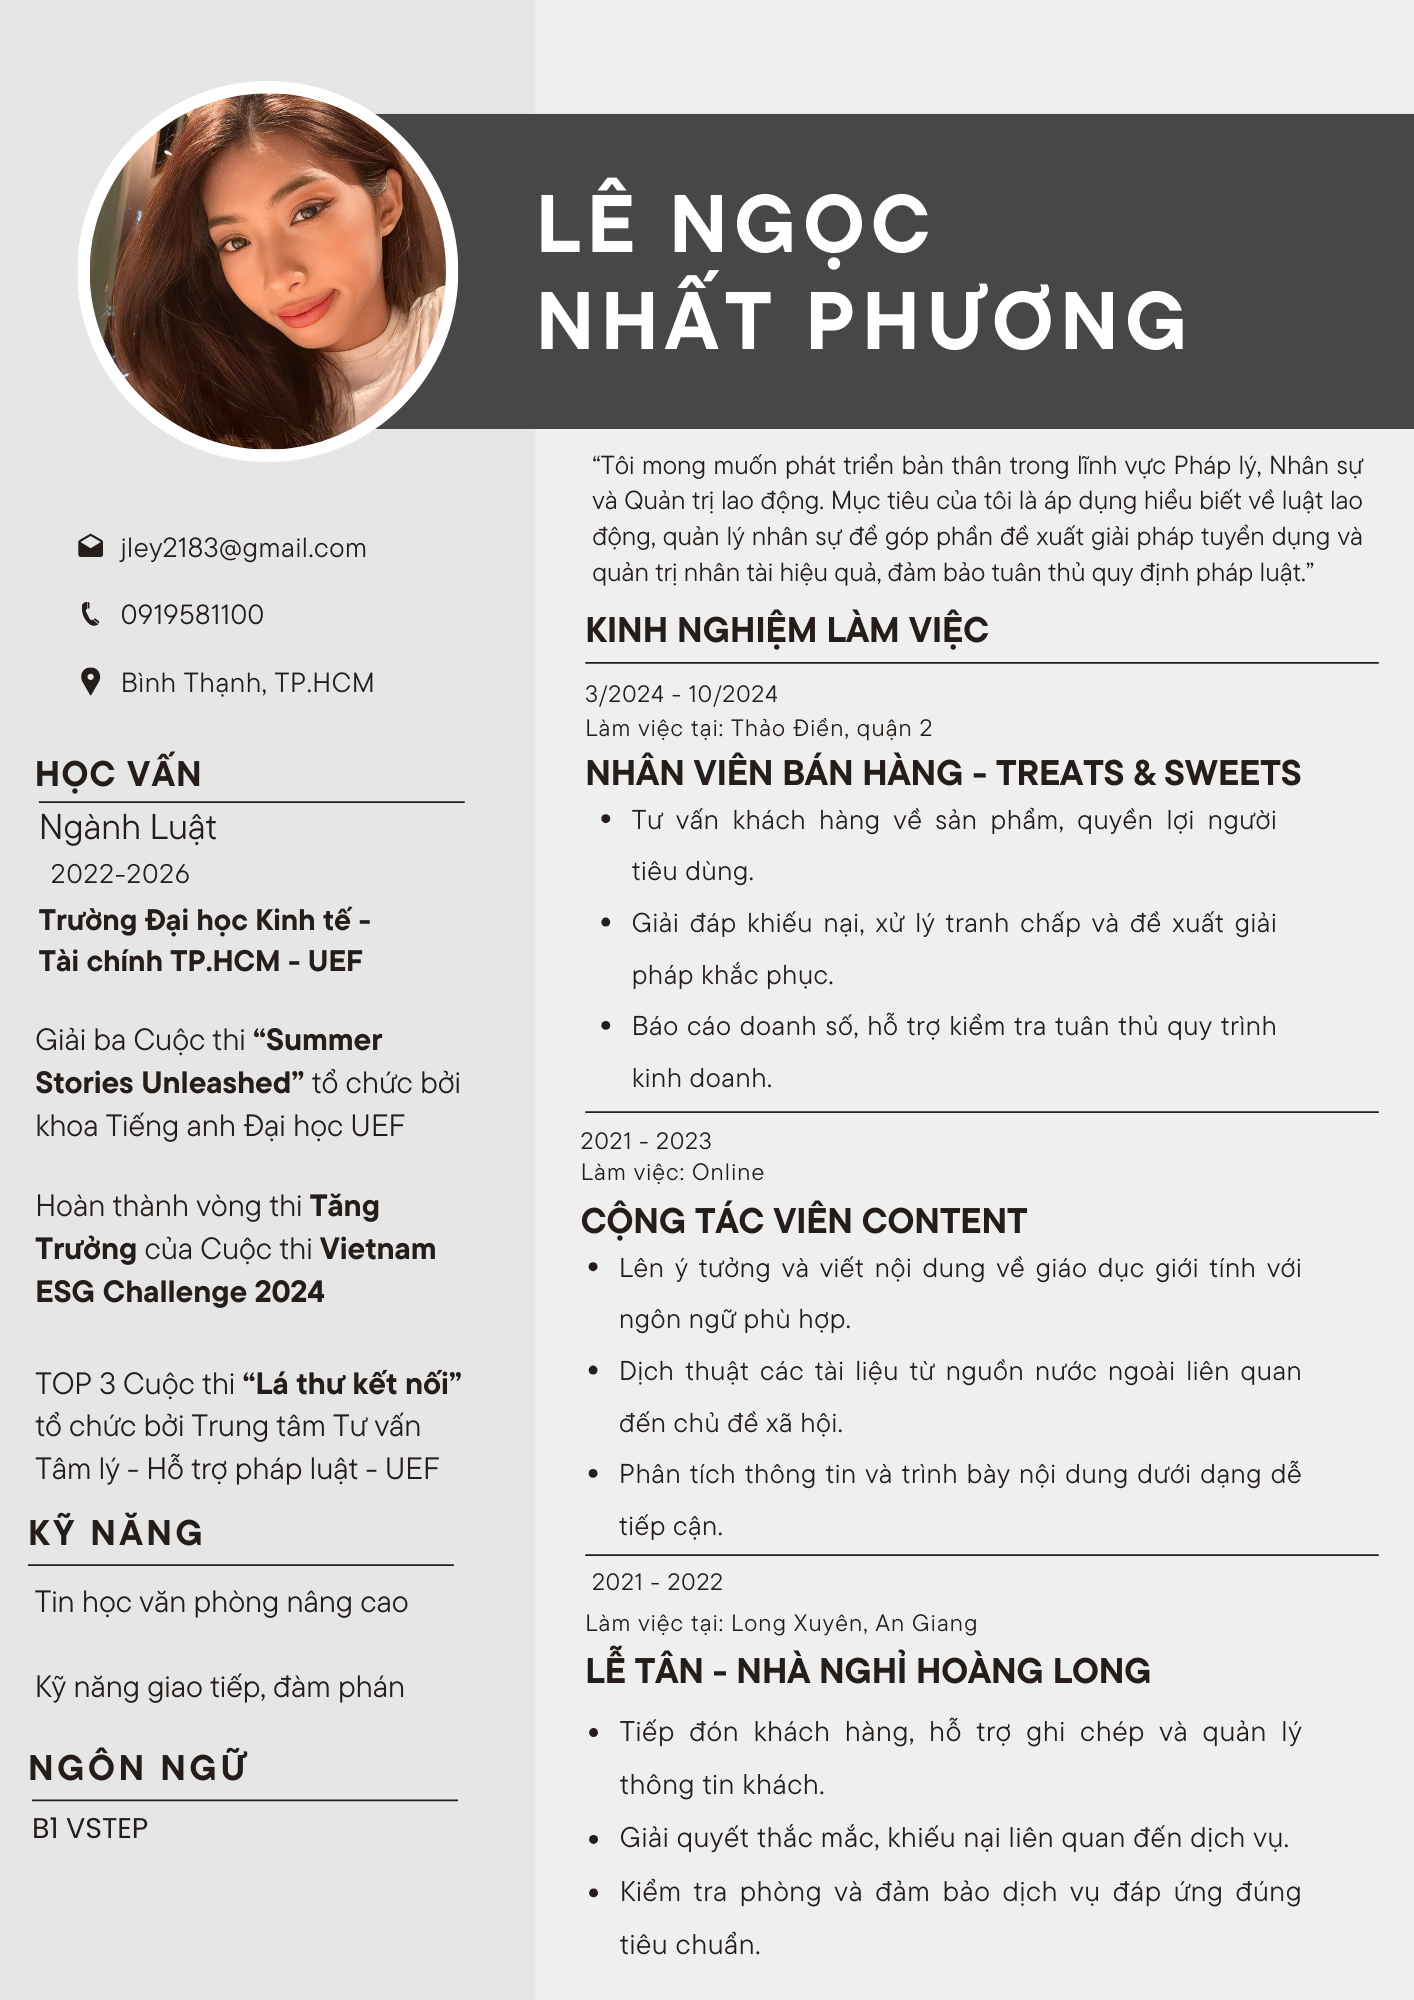 LÊ NGỌC
NHẤT PHƯƠNG
jley2183@gmail.com
0919581100
Bình Thạnh, TP.HCM
HỌC VẤN
Ngành Luật
2022-2026
Trường Đại học Kinh tế -
Tài chính TP.HCM - UEF
Giải ba Cuộc thi “Summer
Stories Unleashed” tổ chức bởi
khoa Tiếng anh Đại học UEF
Hoàn thành vòng thi Tăng
Trưởng của Cuộc thi Vietnam
ESG Challenge 2024
TOP 3 Cuộc thi “Lá thư kết nối”
tổ chức bởi Trung tâm Tư vấn
Tâm lý - Hỗ trợ pháp luật - UEF
KỸ NĂNG
Tin học văn phòng nâng cao
Kỹ năng giao tiếp, đàm phán
NGÔN NGỮ
B1 VSTEP
“Tôi mong muốn phát triển bản thân trong lĩnh vực Pháp lý, Nhân sự
và Quản trị lao động. Mục tiêu của tôi là áp dụng hiểu biết về luật lao
động, quản lý nhân sự để góp phần đề xuất giải pháp tuyển dụng và
quản trị nhân tài hiệu quả, đảm bảo tuân thủ quy định pháp luật.”
KINH NGHIỆM LÀM VIỆC
3/2024 - 10/2024
Làm việc tại: Thảo Điền, quận 2
NHÂN VIÊN BÁN HÀNG - TREATS & SWEETS
• Tư vấn khách hàng về sản phẩm, quyền lợi người
tiêu dùng.
• Giải đáp khiếu nại, xử lý tranh chấp và đề xuất giải
pháp khắc phục.
• Báo cáo doanh số, hỗ trợ kiểm tra tuân thủ quy trình
kinh doanh.
2021 - 2023
Làm việc: Online
CỘNG TÁC VIÊN CONTENT
• Lên ý tưởng và viết nội dung về giáo dục giới tính với
ngôn ngữ phù hợp.
• Dịch thuật các tài liệu từ nguồn nước ngoài liên quan
đến chủ đề xã hội.
• Phân tích thông tin và trình bày nội dung dưới dạng dễ
tiếp cận.
2021 - 2022
Làm việc tại: Long Xuyên, An Giang
LỄ TÂN - NHÀ NGHỈ HOÀNG LONG
• Tiếp đón khách hàng, hỗ trợ ghi chép và quản lý
thông tin khách.
• Giải quyết thắc mắc, khiếu nại liên quan đến dịch vụ.
• Kiểm tra phòng và đảm bảo dịch vụ đáp ứng đúng
tiêu chuẩn.